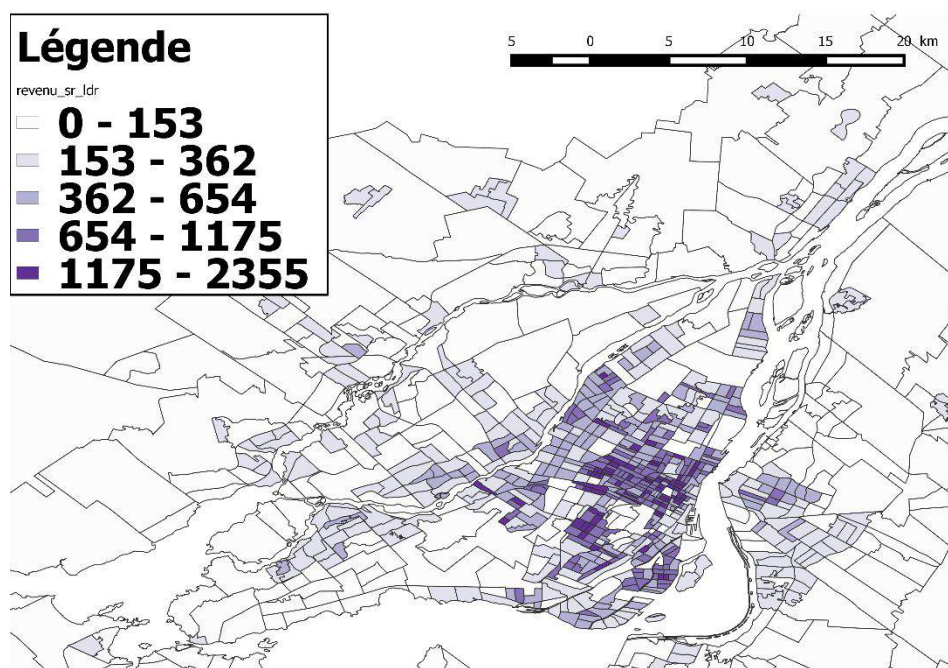 Légende
revenu_sr_ldr
0 - 153
153 - 362
362 - 654
654 - 1175
1175 - 2355
5 0 5 10 15 20 km